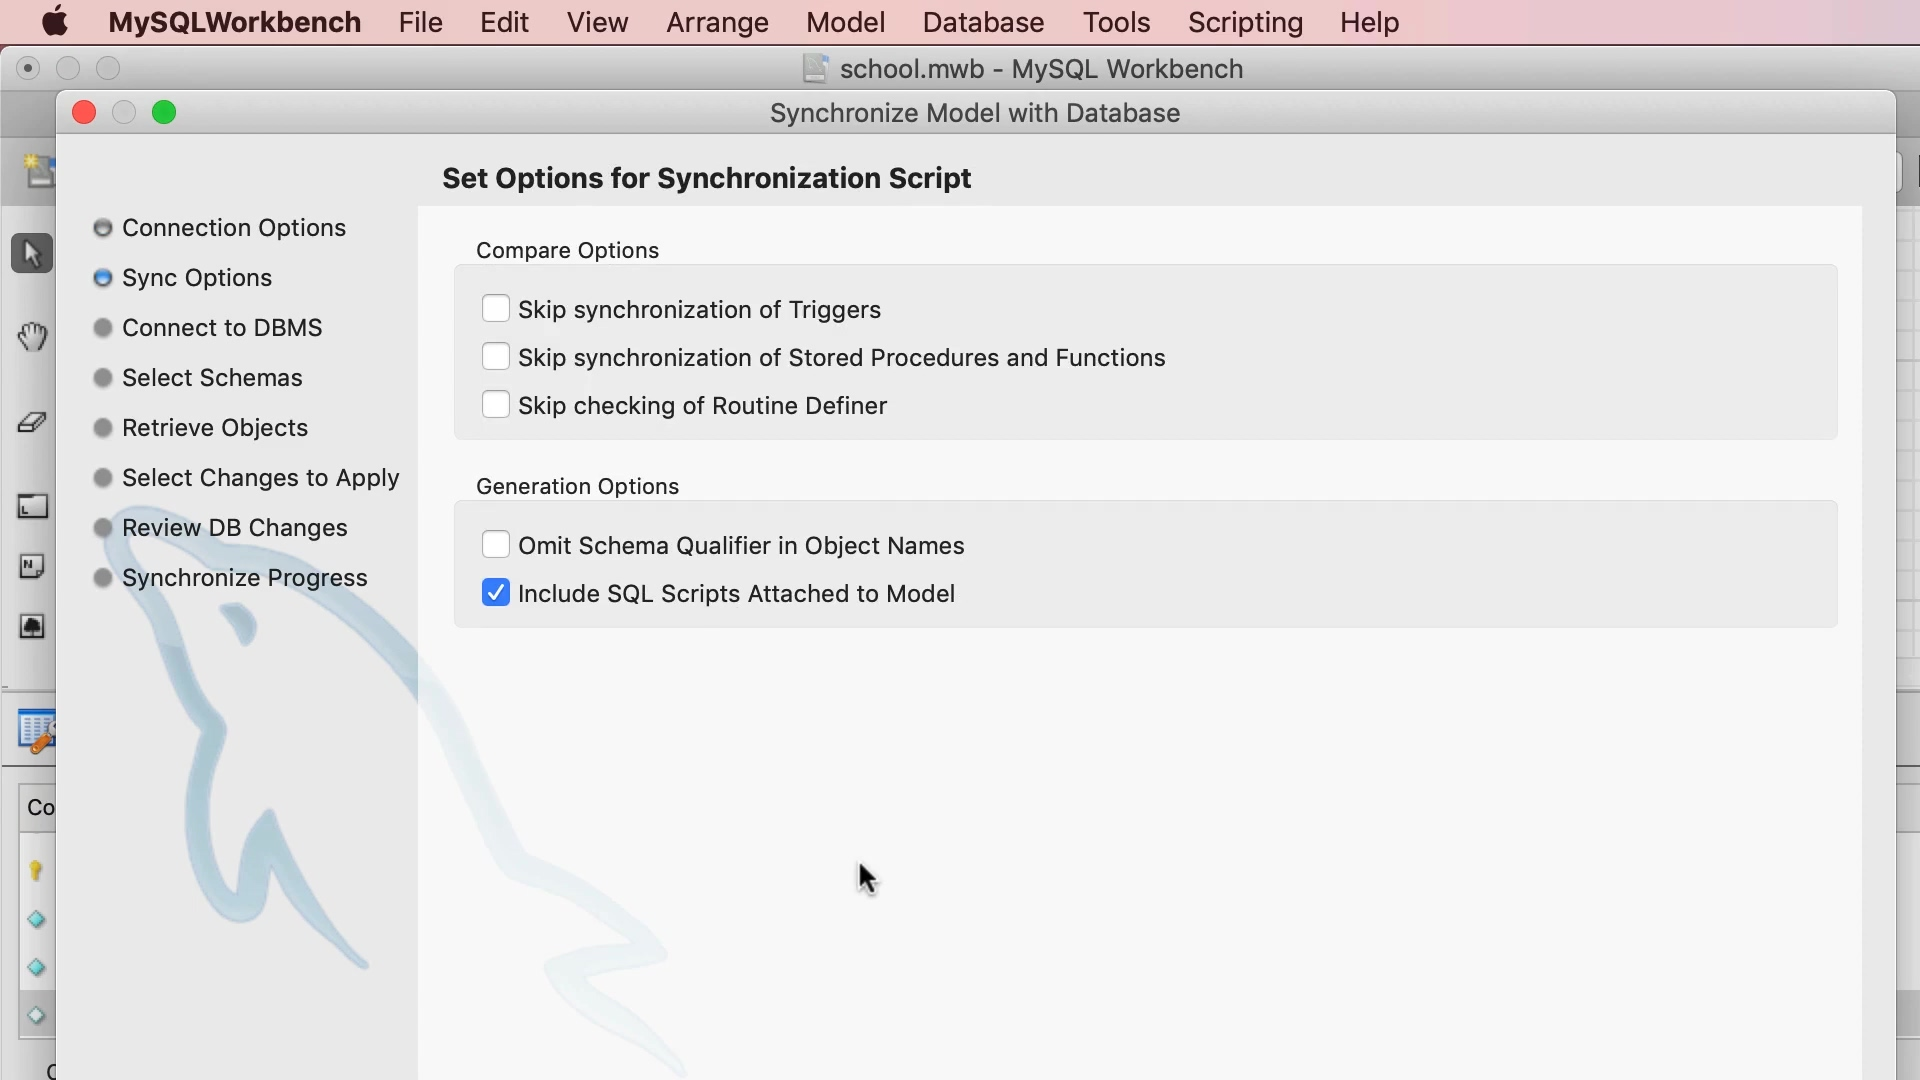 MySQLWorkbench File Edit View Arrange Model Database Tools Scripting Help
school.mwb - MySQL Workbench
Synchronize Model with Database
Set Options for Synchronization Script
Connection Options
Sync Options
Connect to DBMS
Select Schemas
Retrieve Objects
Select Changes to Apply
Review DB Changes
Synchronize Progress
Compare Options
Skip synchronization of Triggers
Skip synchronization of Stored Procedures and Functions
Skip checking of Routine Definer
Generation Options
Omit Schema Qualifier in Object Names
Include SQL Scripts Attached to Model
Co